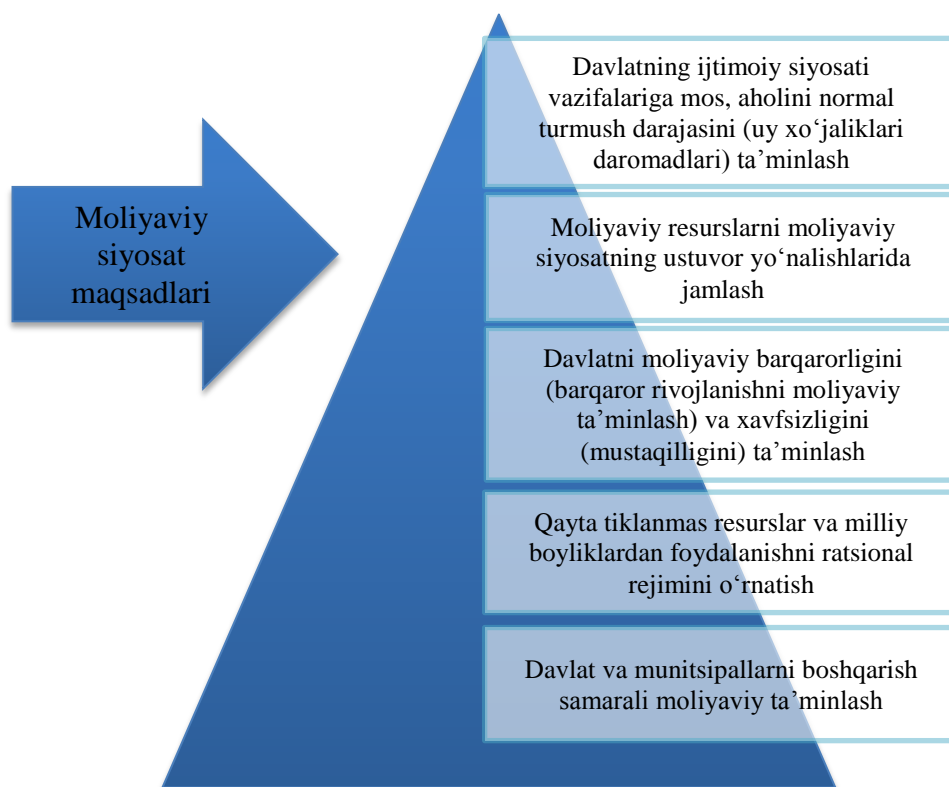 Moliyaviy
siyosat
maqsadlari
Davlatning ijtimoiy siyosati
vazifalariga mos, aholini normal
turmush darajasini (uy xo‘jaliklari
daromadlari) ta’minlash
Moliyaviy resurslarni moliyaviy
siyosatning ustuvor yo‘nalishlarida
jamlash
Davlatni moliyaviy barqarorligini
(barqaror rivojlanishni moliyaviy
ta’minlash) va xavfsizligini
(mustaqilligini) ta’minlash
Qayta tiklanmas resurslar va milliy
boyliklardan foydalanishni ratsional
rejimini o‘rnatish
Davlat va munitsipallarni boshqarish
samarali moliyaviy ta’minlash